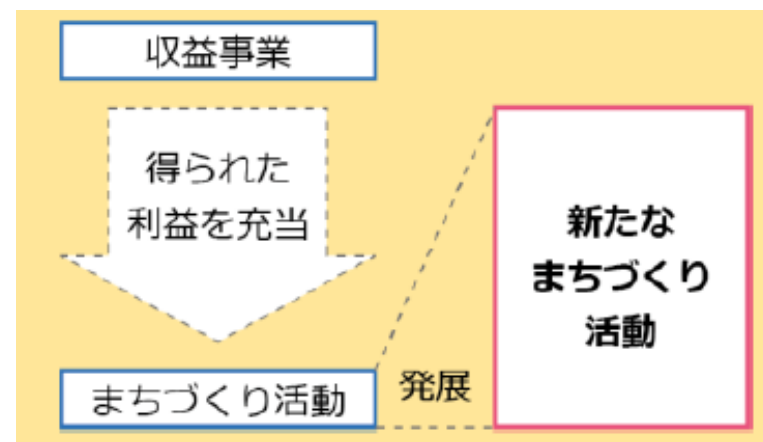 収益事業
得られた
利益を充当
まちづくり活動
発展
新たな
まちづくり
活動